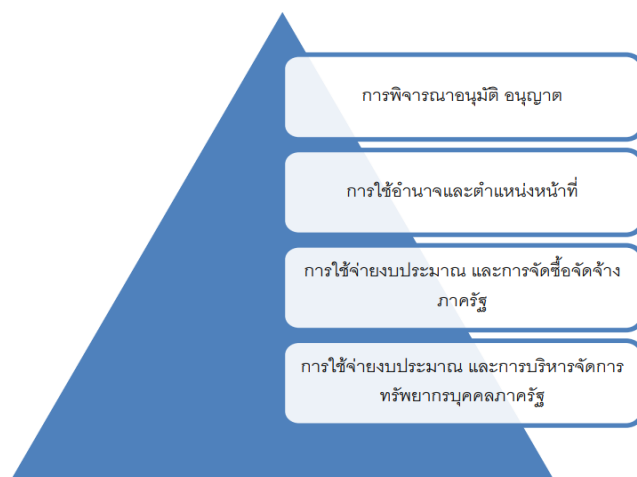 การพิจารณาอนุมัติ อนุญาต
การใช้อำนาจและตำแหน่งหน้าที่
การใช้จ่ายงบประมาณ และการจัดซื้อจัดจ้าง
ภาครัฐ
การใช้จ่ายงบประมาณ และการบริหารจัดการ
ทรัพยากรบุคคลภาครัฐ